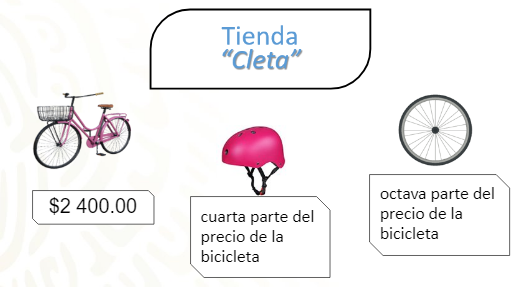 Tienda
“Cleta”
$2 400.00
cuarta parte del
precio de la
bicicleta
octava parte del
precio de la
bicicleta